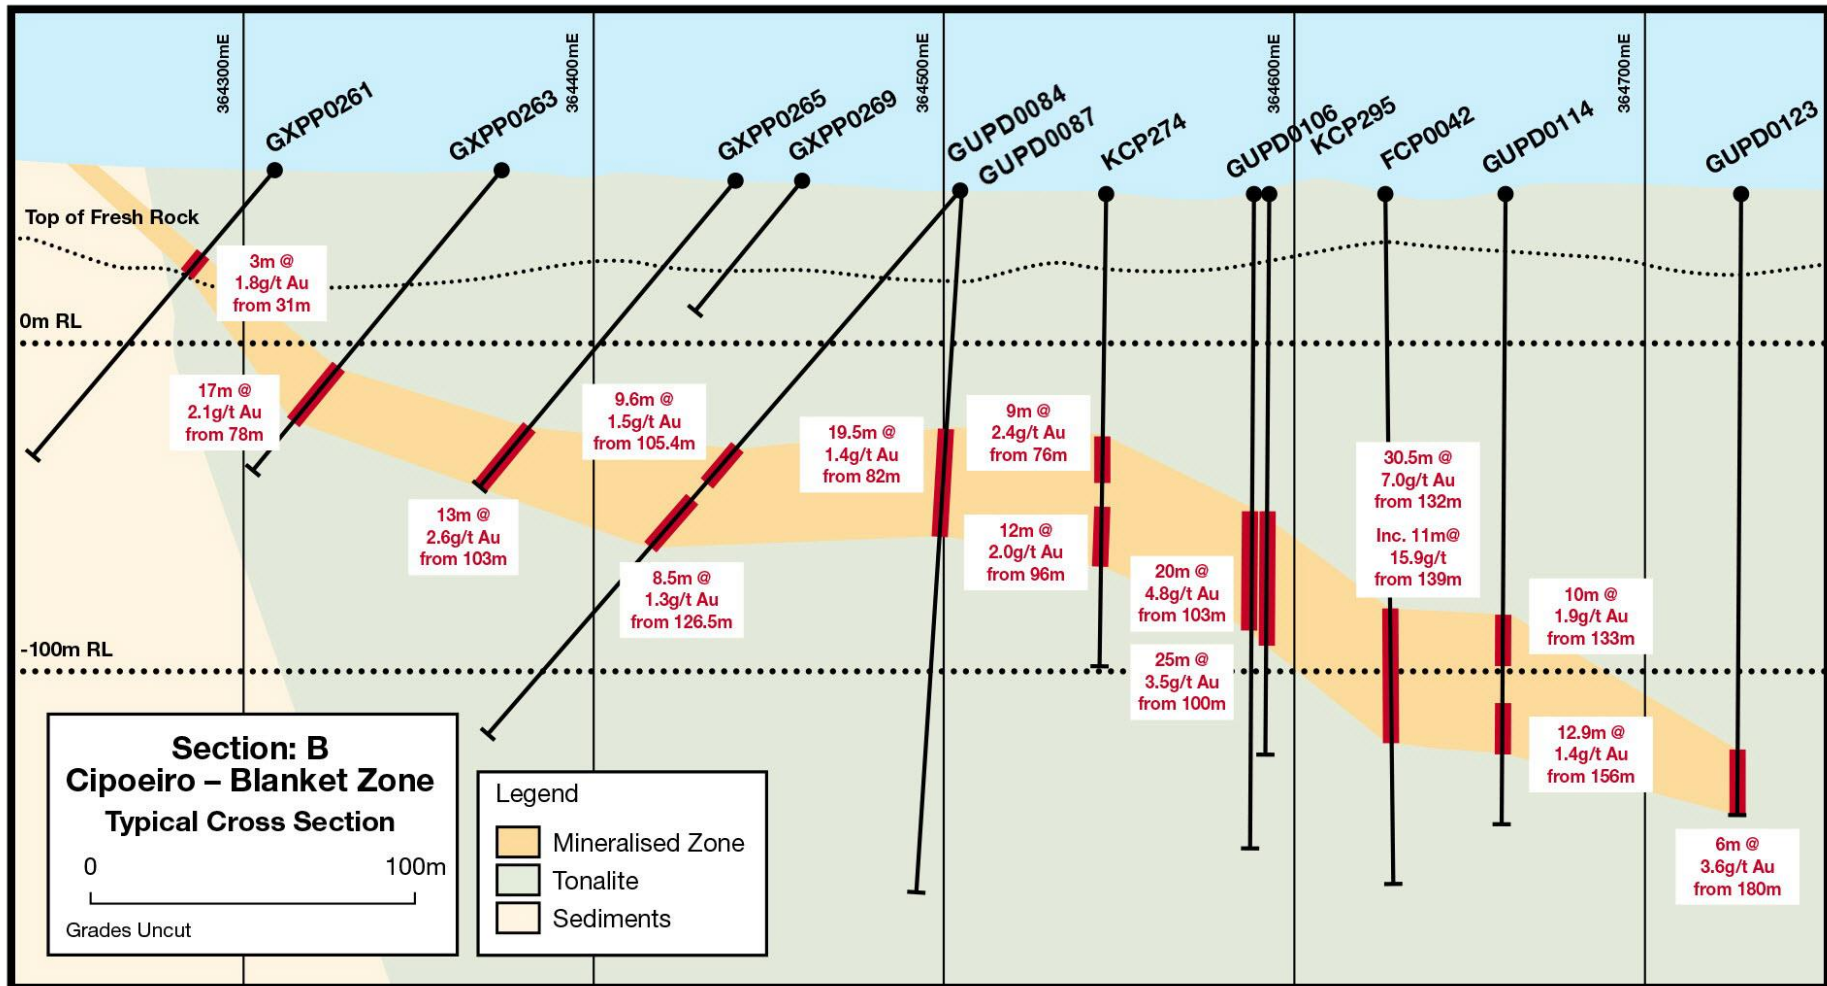 364300mE
364400mE
364500mE
364600mE
364700mE
GXPP0261
GXPP0263
GXPP0265
GXPP0269
GUPD0084
GUPD0087
KCP274
GUPD0106
KCP295
FCP0042
GUPD0114
GUPD0123
Top of Fresh Rock
0m RL
-100m RL
3m @
1.8g/t Au
from 31m
17m @
2.1g/t Au
from 78m
13m @
2.6g/t Au
from 103m
9.6m @
1.5g/t Au
from 105.4m
8.5m @
1.3g/t Au
from 126.5m
19.5m @
1.4g/t Au
from 82m
9m @
2.4g/t Au
from 76m
12m @
2.0g/t Au
from 96m
20m @
4.8g/t Au
from 103m
25m @
3.5g/t Au
from 100m
30.5m @
7.0g/t Au
from 132m
Inc. 11m@
15.9g/t
from 139m
10m @
1.9g/t Au
from 133m
12.9m @
1.4g/t Au
from 156m
6m @
3.6g/t Au
from 180m
Section: B
Cipoeiro – Blanket Zone
Typical Cross Section
0 100m
Grades Uncut
Legend
Mineralised Zone
Tonalite
Sediments